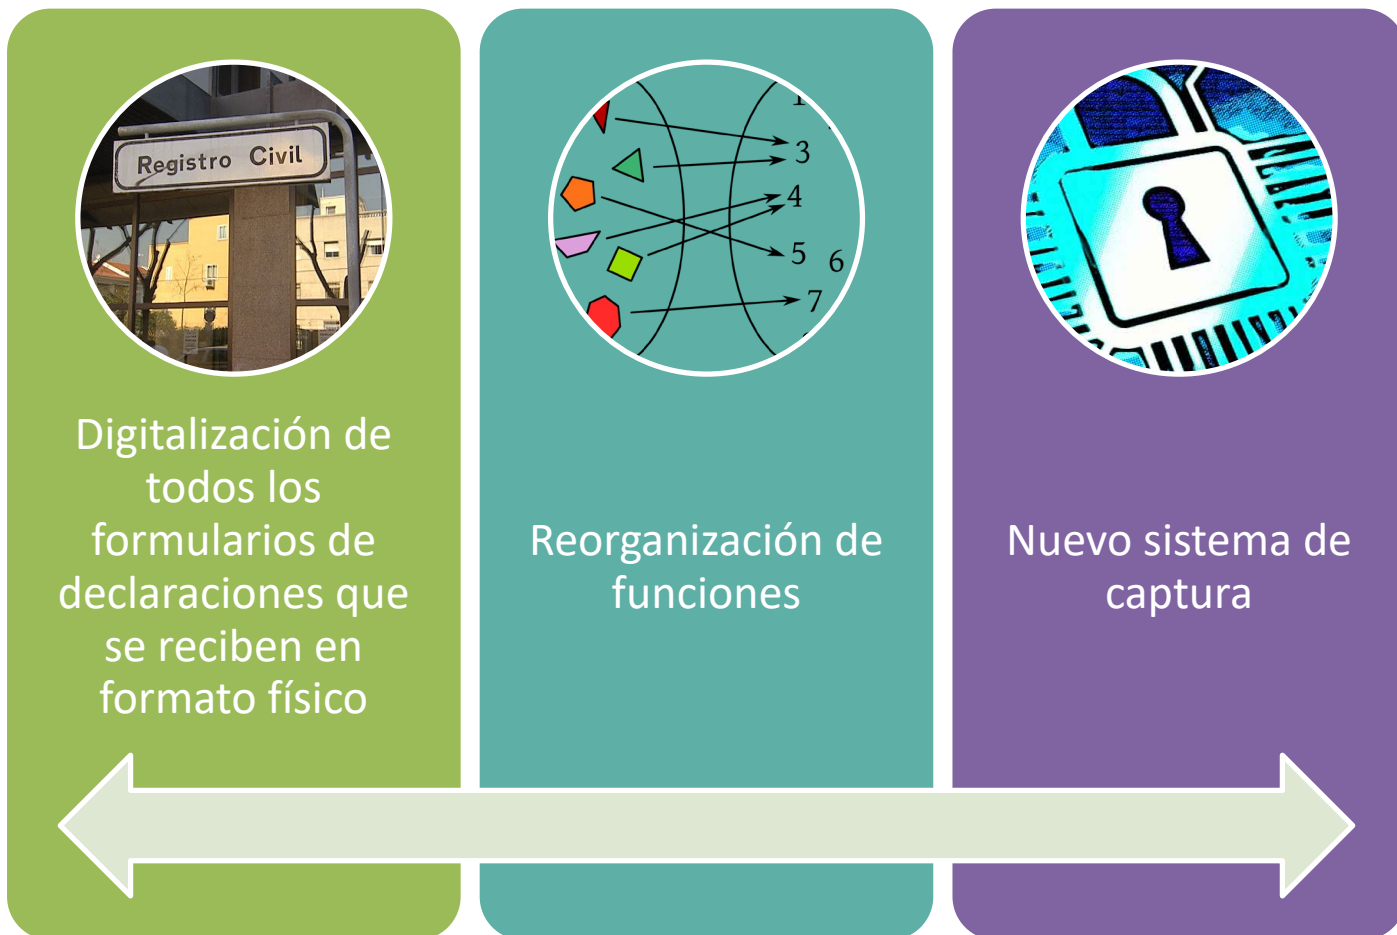 Registro Civil
1
3
4
5
6
7
Digitalización de
todos los
formularios de
declaraciones que
se reciben en
formato físico
Reorganización de
funciones
Nuevo sistema de
captura